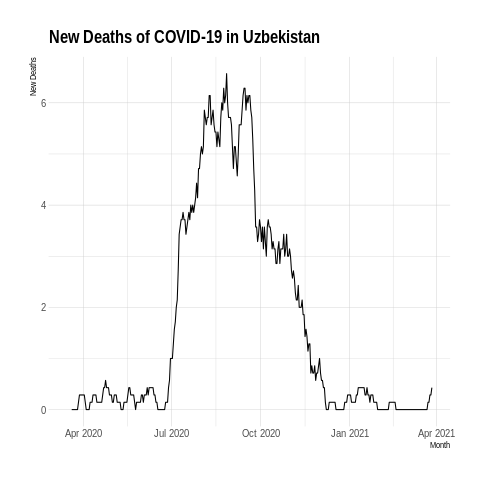 New Deaths of COVID-19 in Uzbekistan
New Deaths
6
4
2
0
Apr 2020 Jul 2020 Oct 2020 Jan 2021 Apr 2021
Month